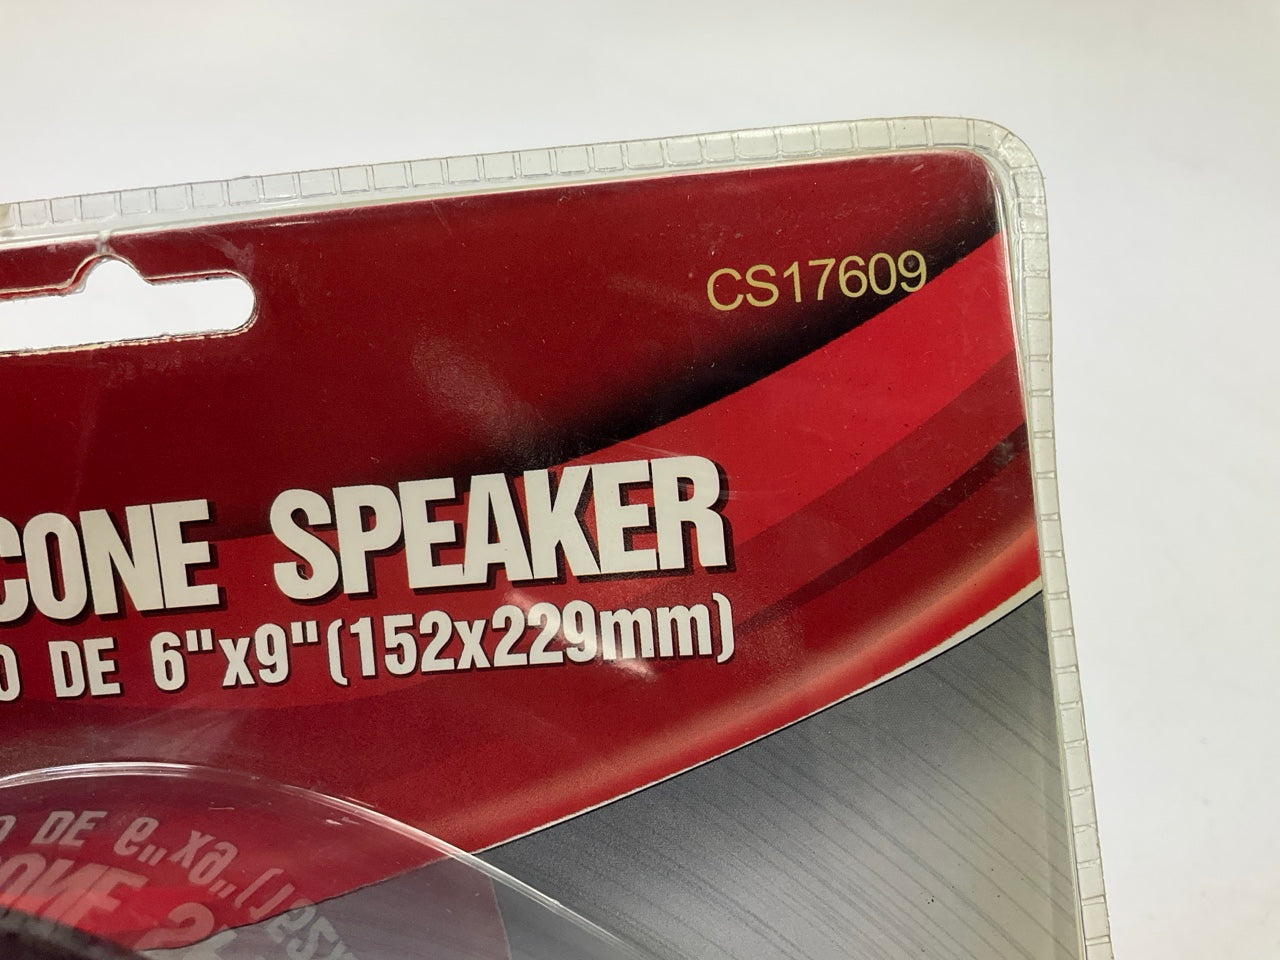 CS17609
CONE SPEAKER
O DE 6"x9"(152x229mm)